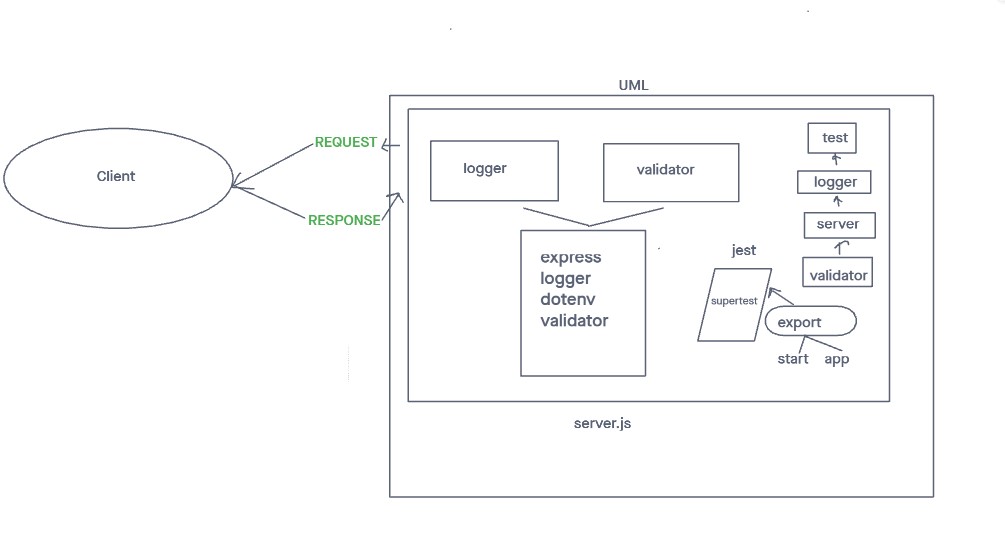 UML
Client
REQUEST
RESPONSE
logger
validator
express
logger
dotenv
validator
jest
supertest
export
start app
test
logger
server
validator
server.js